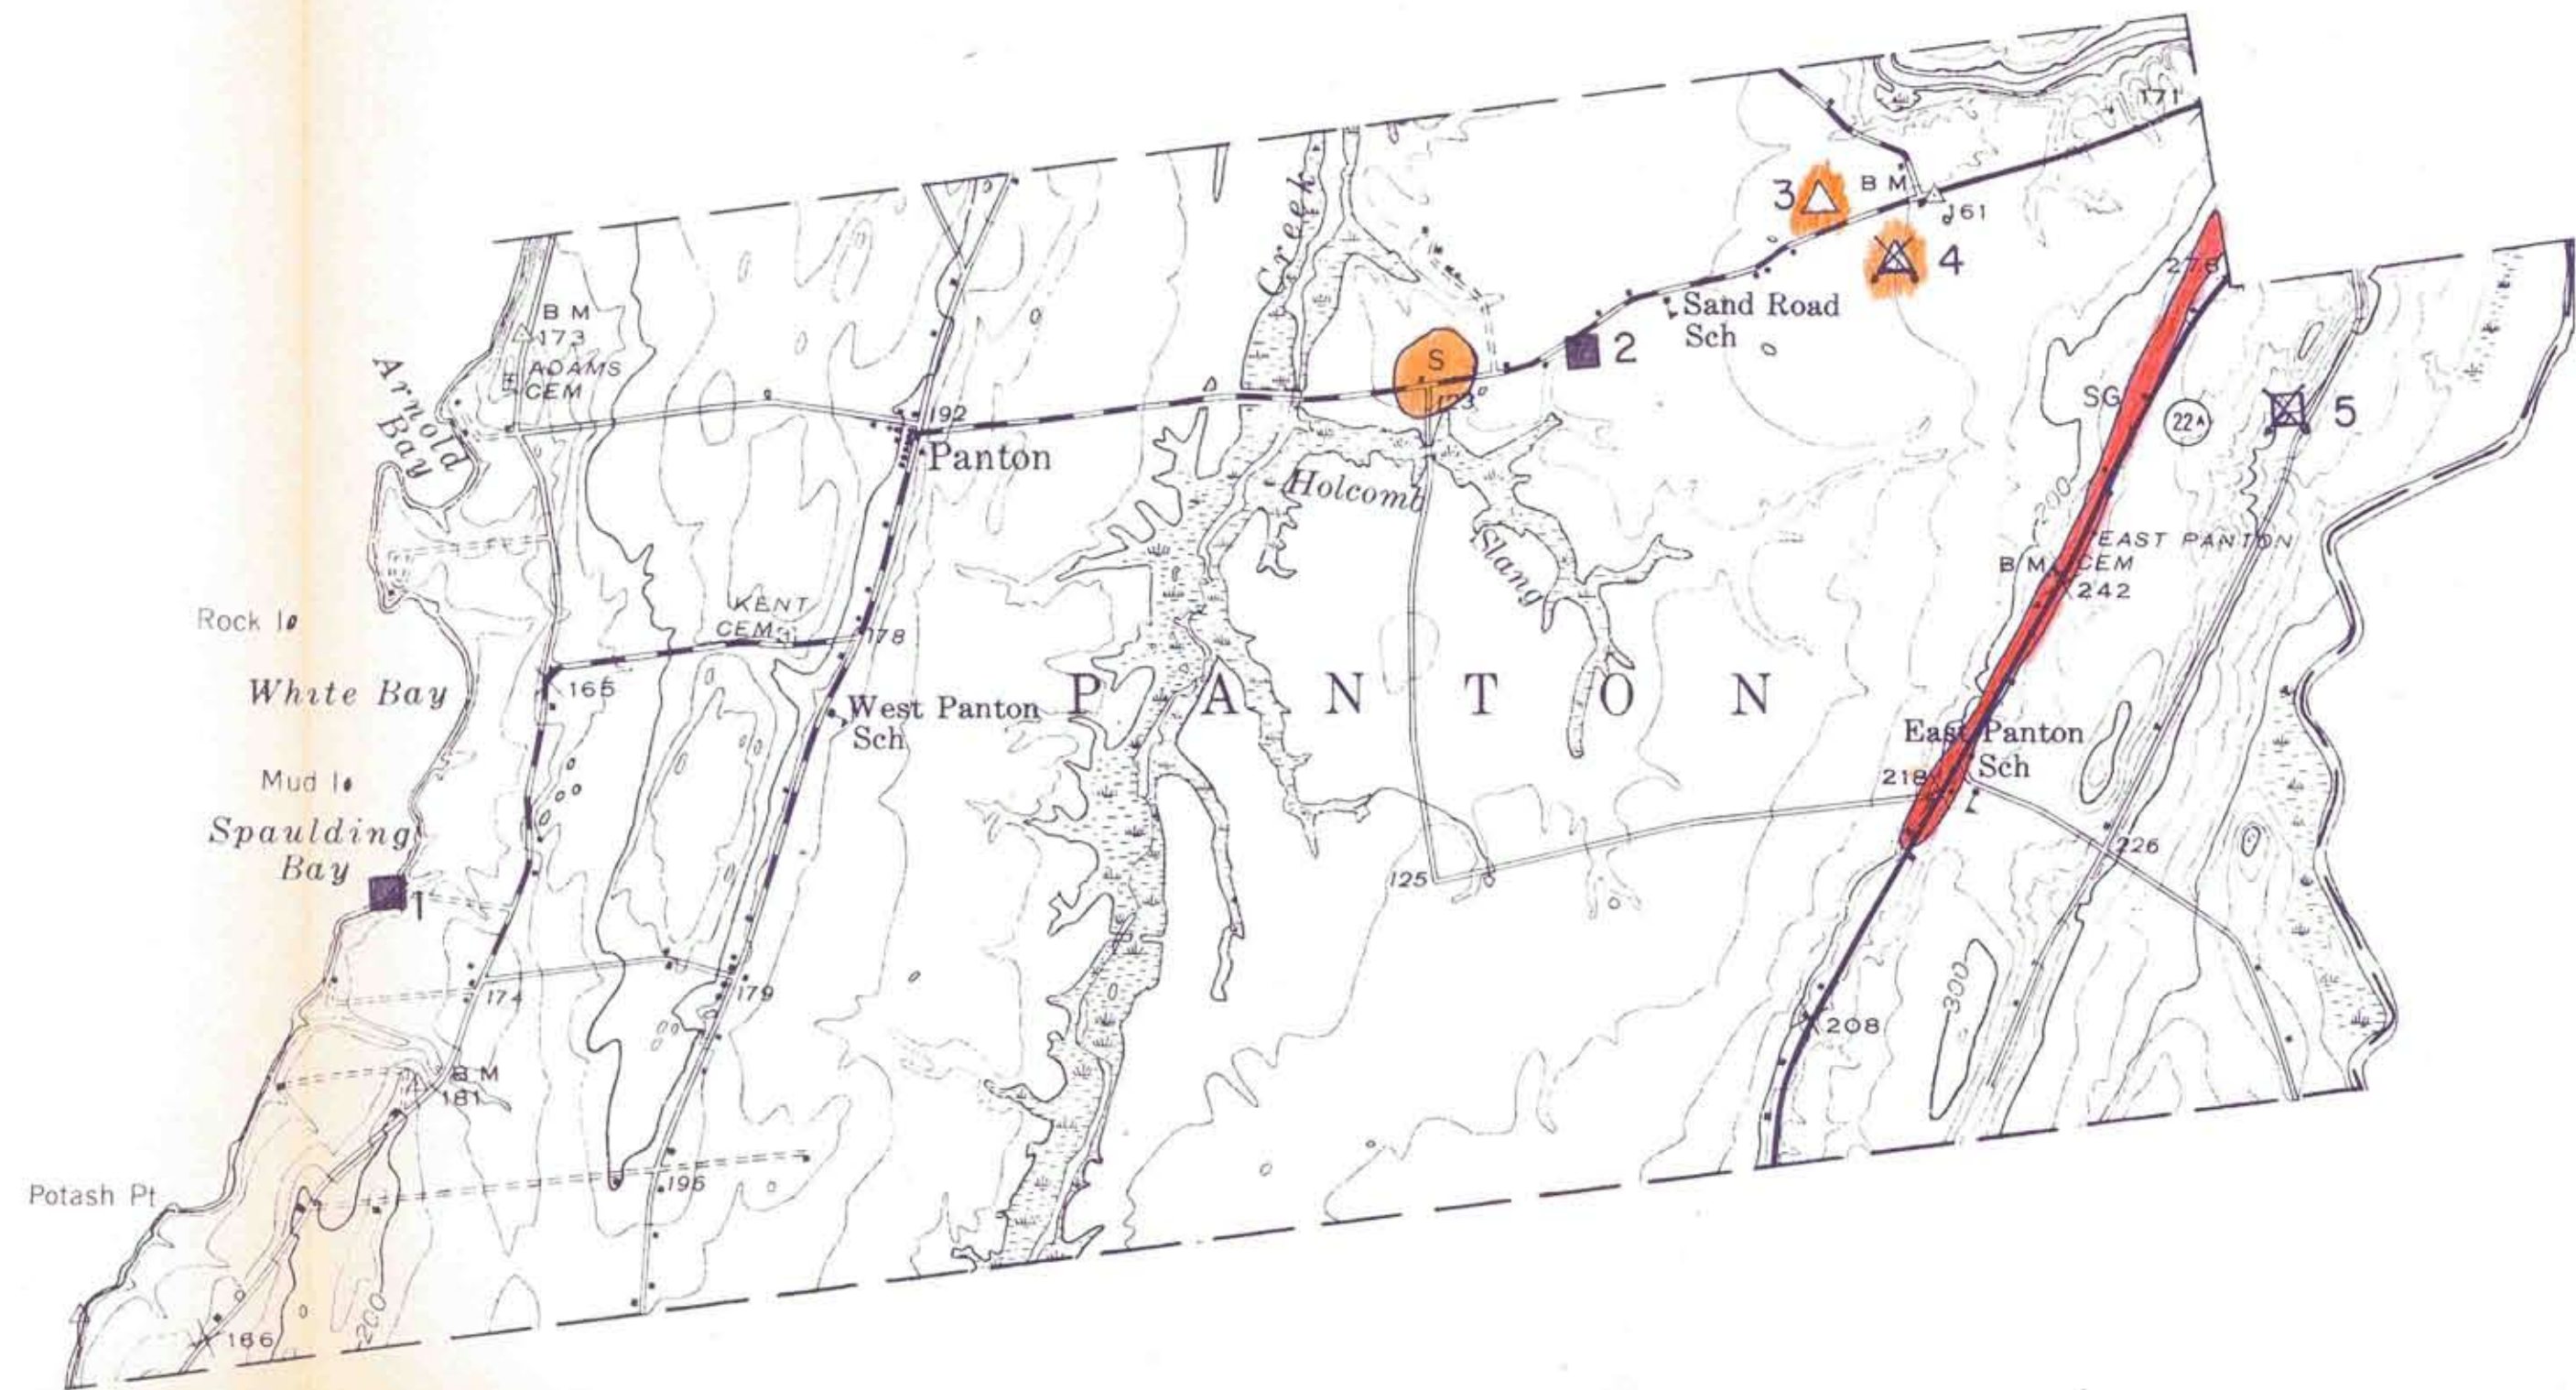 171
3
B M
161
4
Creek
278
B M
173
ADAMS
CEM
Sand Road
Sch
2
S
123
Arnold
Bay
192
SG
22A
5
Panton
Holcomb
Slang
200
EAST PANTON
CEM
B M
242
KENT
CEM
178
Rock I
White Bay
165
West Panton
Sch
PANTON
East Panton
Sch
218
Mud I
Spaulding
Bay
1
125
226
174
179
300
208
B M
181
196
Potash Pt
200
166